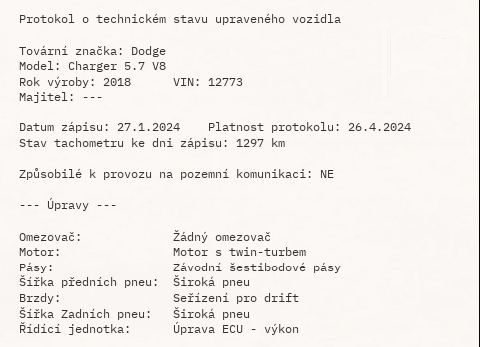 Protokol o technickém stavu upraveného vozidla
Tovární značka: Dodge
Model: Charger 5.7 V8
Rok výroby: 2018 VIN: 12773
Majitel: ---
Datum zápisu: 27.1.2024 Platnost protokolu: 26.4.2024
Stav tachometru ke dni zápisu: 1297 km
Způsobilé k provozu na pozemní komunikaci: NE
--- Úpravy ---
Omezovač: Žádný omezovač
Motor: Motor s twin-turbem
Pásy: Závodní šestibodové pásy
Šířka předních pneu: Široká pneu
Brzdy: Seřízení pro drift
Šířka Zadních pneu: Široká pneu
Řídící jednotka: Úprava ECU - výkon